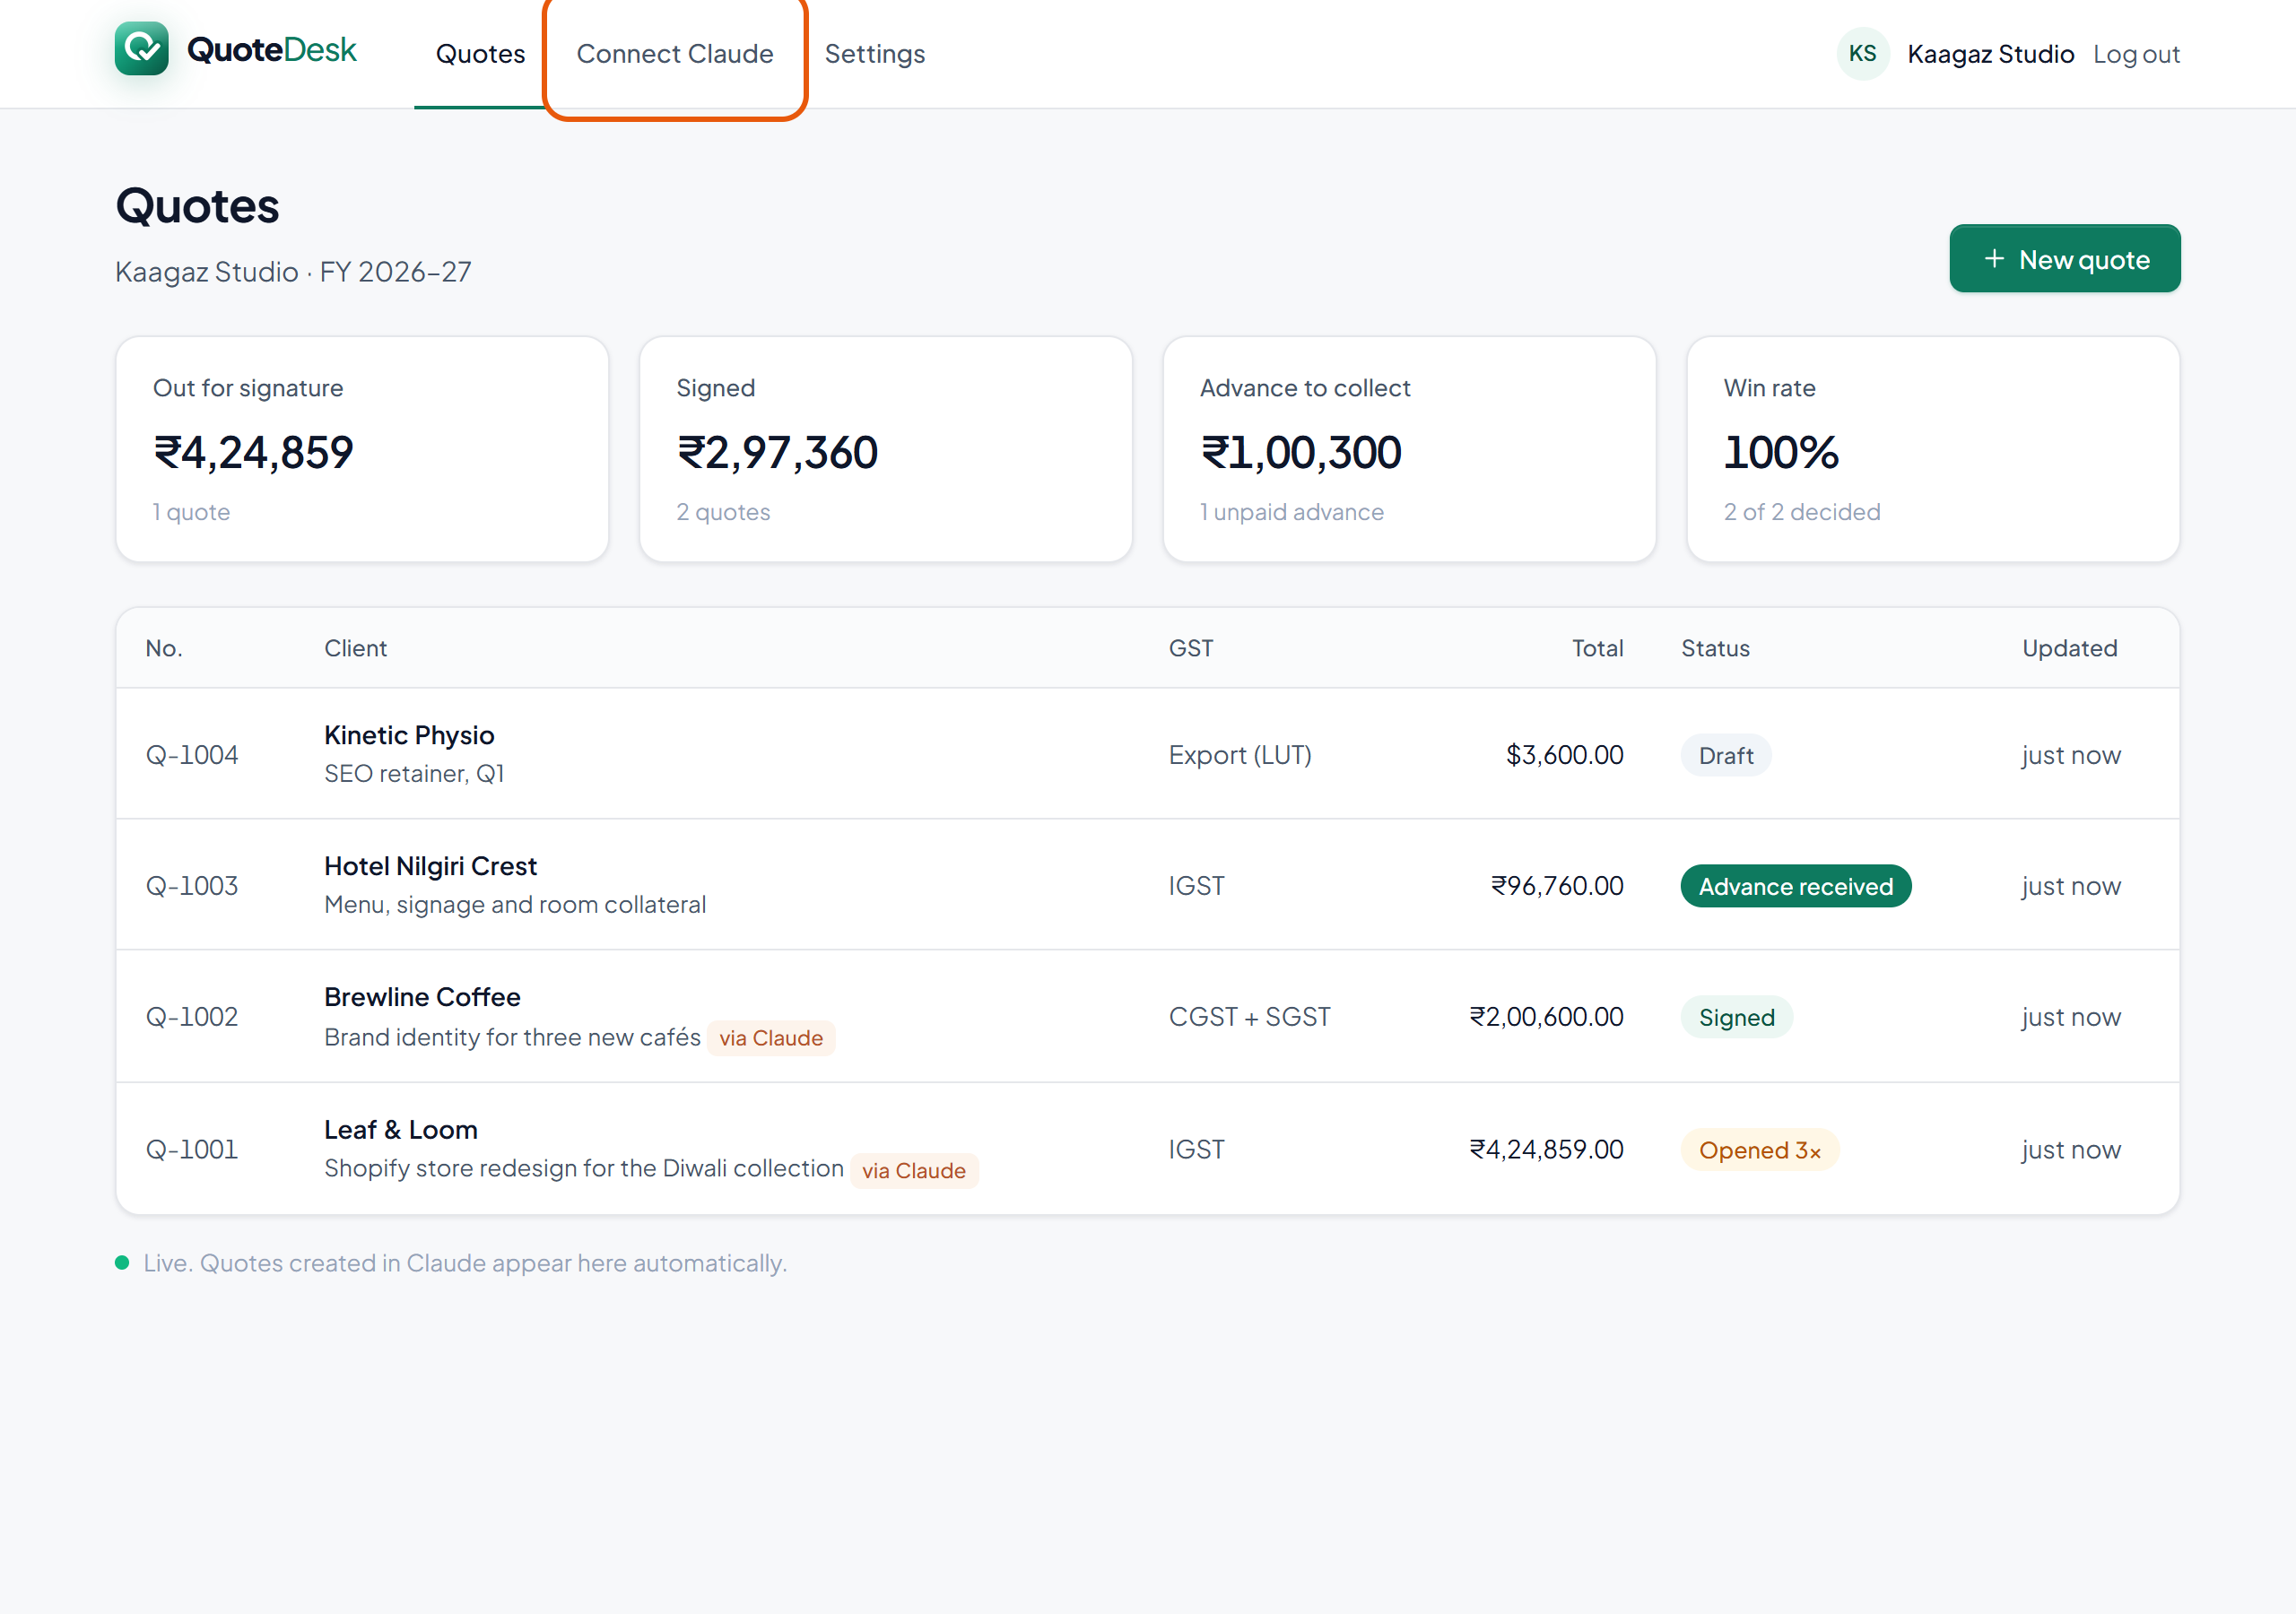 QuoteDesk Quotes Connect Claude Settings KS Kaagaz Studio Log out
Quotes
Kaagaz Studio · FY 2026–27
+ New quote
Out for signature
₹4,24,859
1 quote
Signed
₹2,97,360
2 quotes
Advance to collect
₹1,00,300
1 unpaid advance
Win rate
100%
2 of 2 decided
No. Client GST Total Status Updated
Q-1004 Kinetic Physio Export (LUT) $3,600.00 Draft just now
SEO retainer, Q1
Q-1003 Hotel Nilgiri Crest IGST ₹96,760.00 Advance received just now
Menu, signage and room collateral
Q-1002 Brewline Coffee CGST + SGST ₹2,00,600.00 Signed just now
Brand identity for three new cafés via Claude
Q-1001 Leaf & Loom IGST ₹4,24,859.00 Opened 3× just now
Shopify store redesign for the Diwali collection via Claude
Live. Quotes created in Claude appear here automatically.